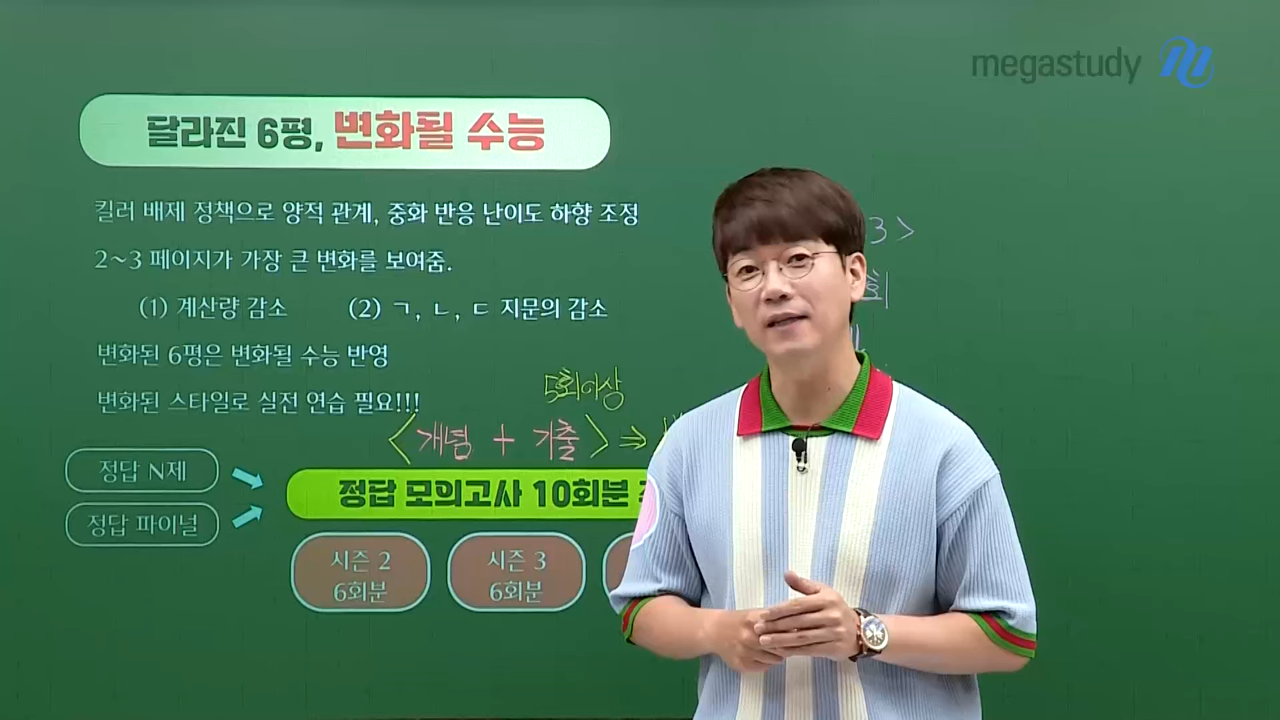 megastudy
달라진 6평, 변화될 수능
킬러 배제 정책으로 양적 관계, 중화 반응 난이도 하향 조정
2~3 페이지가 가장 큰 변화를 보여줌.
(1) 계산량 감소 (2) ㄱ, ㄴ, ㄷ 지문의 감소
변화된 6평은 변화될 수능 반영
변화된 스타일로 실전 연습 필요!!!
5회이상
<개념 + 기출> ⇒
정답 N제
정답 파이널
정답 모의고사 10회분
시즌 2
6회분
시즌 3
6회분
3>
회